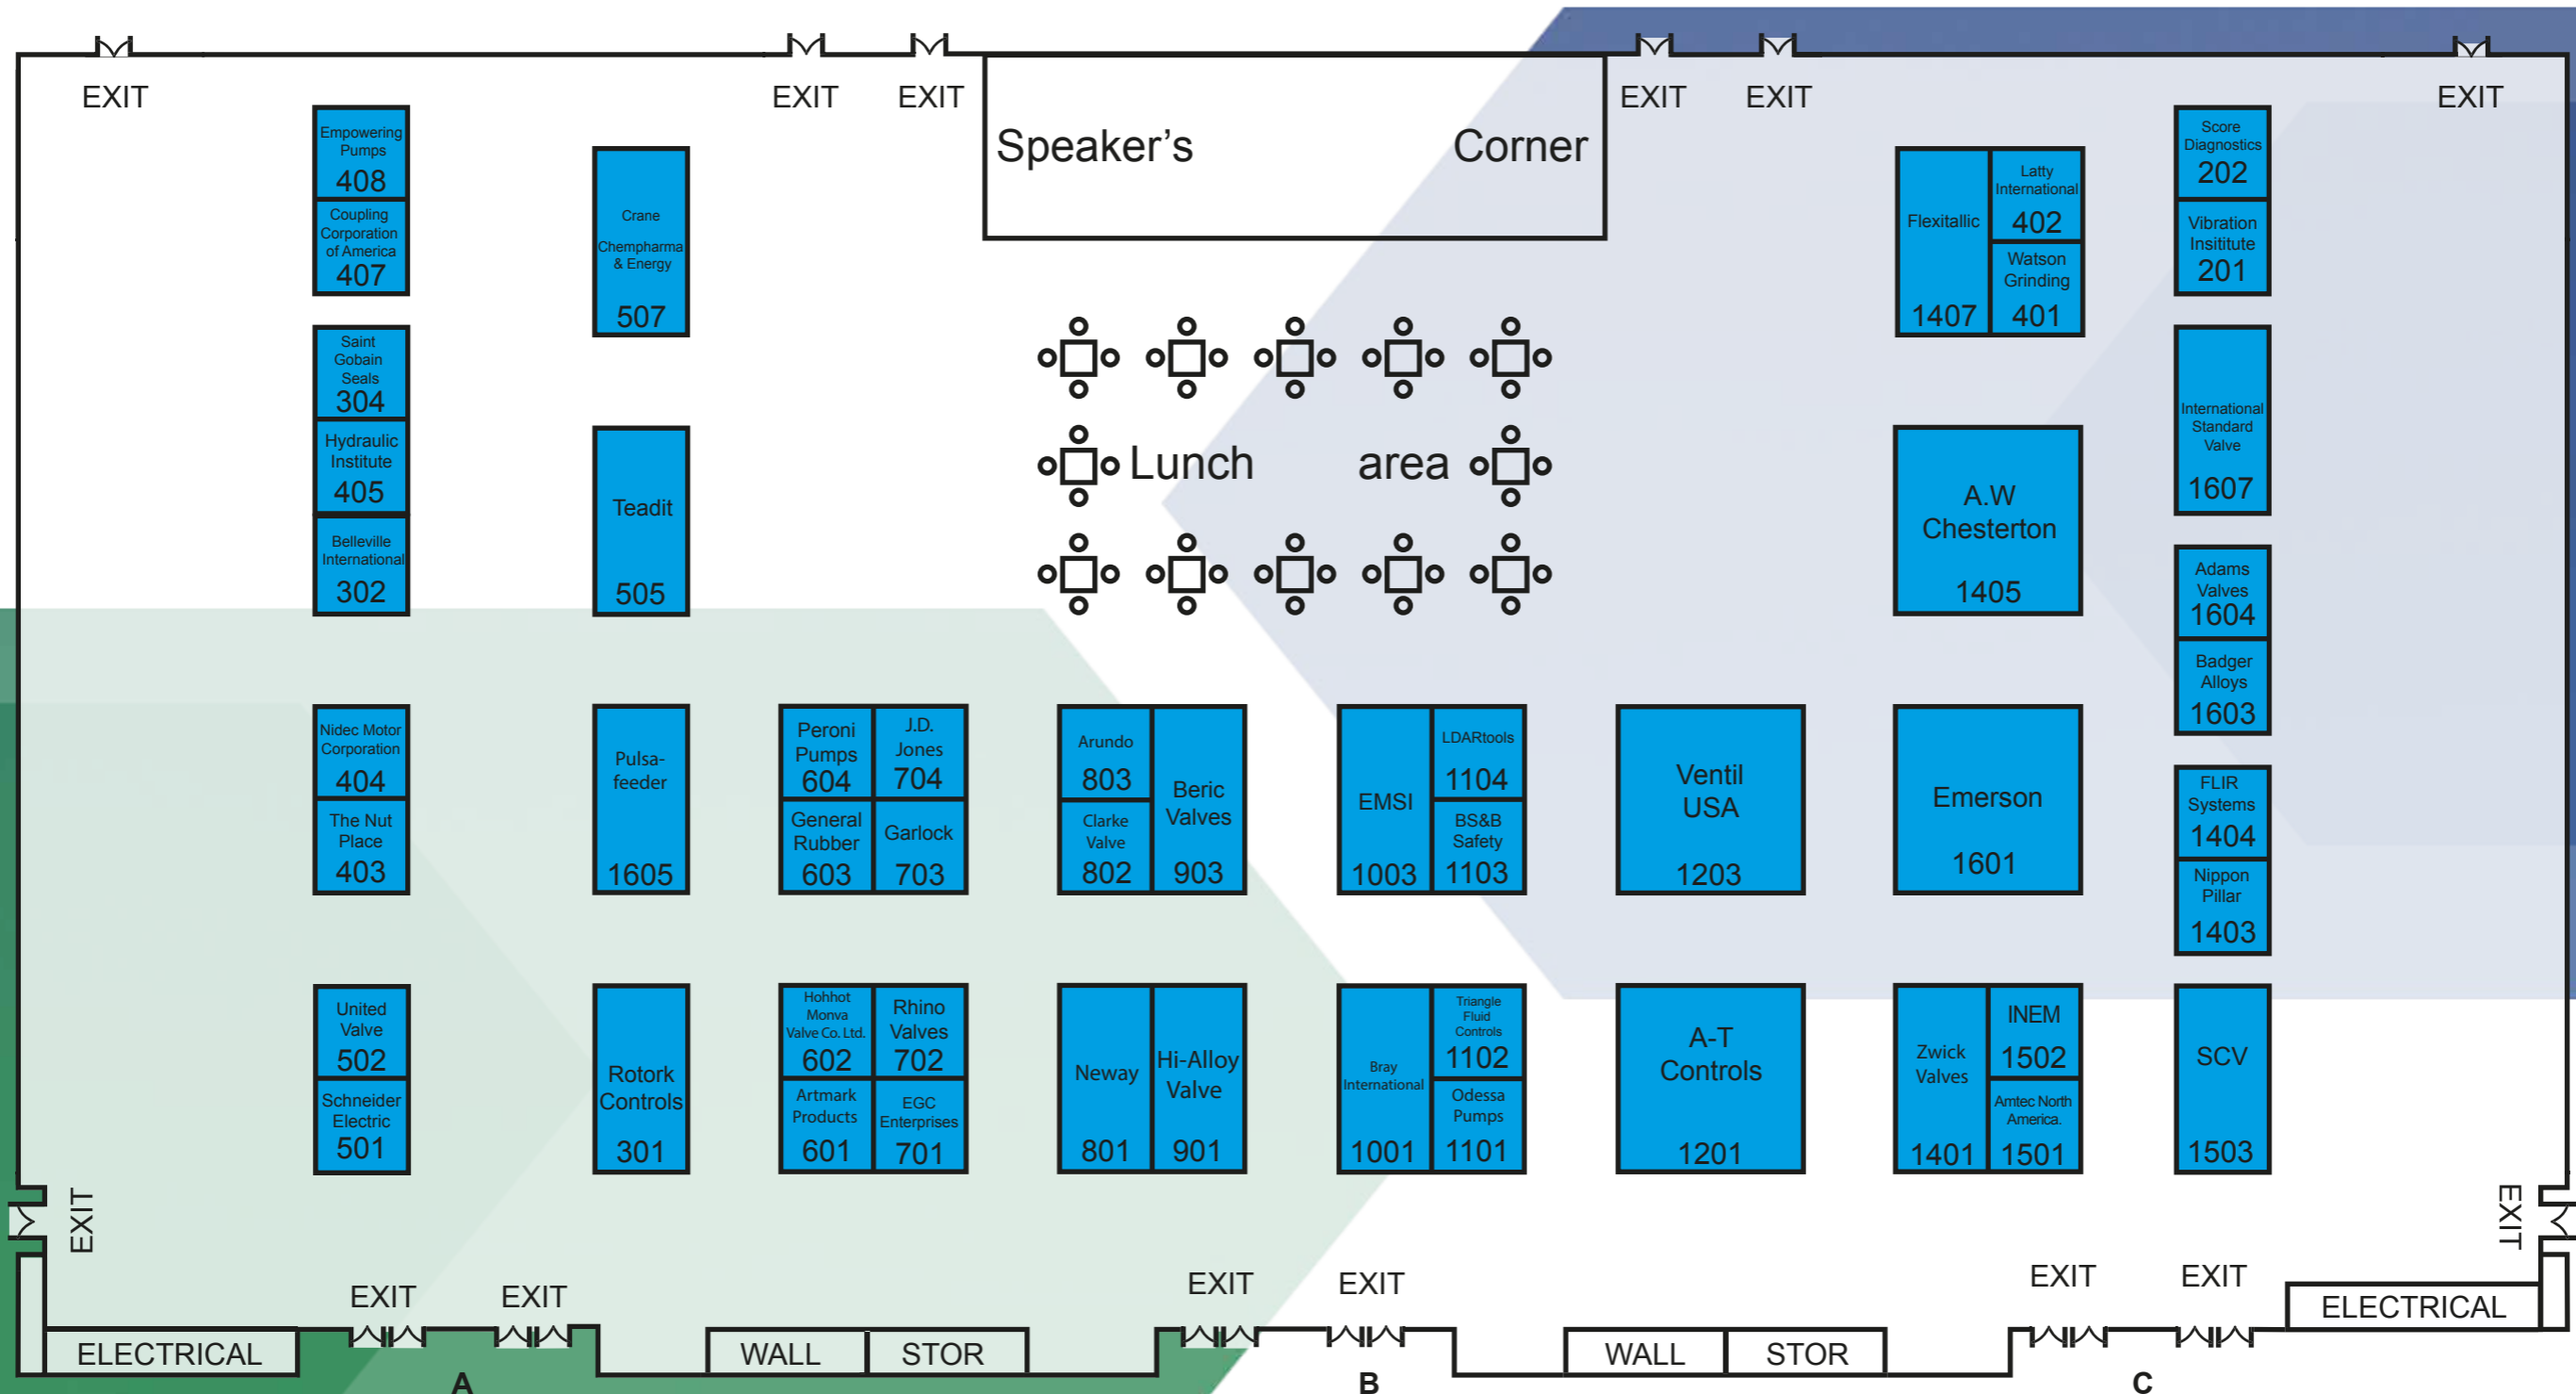 EXIT
EXIT
EXIT
EXIT
EXIT
EXIT
Speaker's Corner
Empowering
Pumps
408
Coupling
Corporation
of America
407
Crane
Chempharma
& Energy
507
Flexitallic
1407
Latty
International
402
Watson
Grinding
401
Score
Diagnostics
202
Vibration
Insititute
201
Saint
Gobain
Seals
304
Hydraulic
Institute
405
Belleville
International
302
Teadit
505
Lunch area
A.W
Chesterton
1405
International
Standard
Valve
1607
Adams
Valves
1604
Badger
Alloys
1603
Nidec Motor
Corporation
404
The Nut
Place
403
Pulsa-
feeder
1605
Peroni
Pumps
604
J.D.
Jones
704
General
Rubber
603
Garlock
703
Arundo
803
Clarke
Valve
802
Beric
Valves
903
EMSI
1003
LDARtools
1104
BS&B
Safety
1103
Ventil
USA
1203
Emerson
1601
FLIR
Systems
1404
Nippon
Pillar
1403
United
Valve
502
Schneider
Electric
501
Rotork
Controls
301
Hohhot
Monva
Valve Co. Ltd.
602
Rhino
Valves
702
Artmark
Products
601
EGC
Enterprises
701
Neway
801
Hi-Alloy
Valve
901
Bray
International
1001
Triangle
Fluid
Controls
1102
Odessa
Pumps
1101
A-T
Controls
1201
Zwick
Valves
1401
INEM
1502
Amtec North
America.
1501
SCV
1503
EXIT
EXIT
EXIT
EXIT
EXIT
EXIT
EXIT
EXIT
ELECTRICAL
WALL
STOR
WALL
STOR
ELECTRICAL
A
B
C